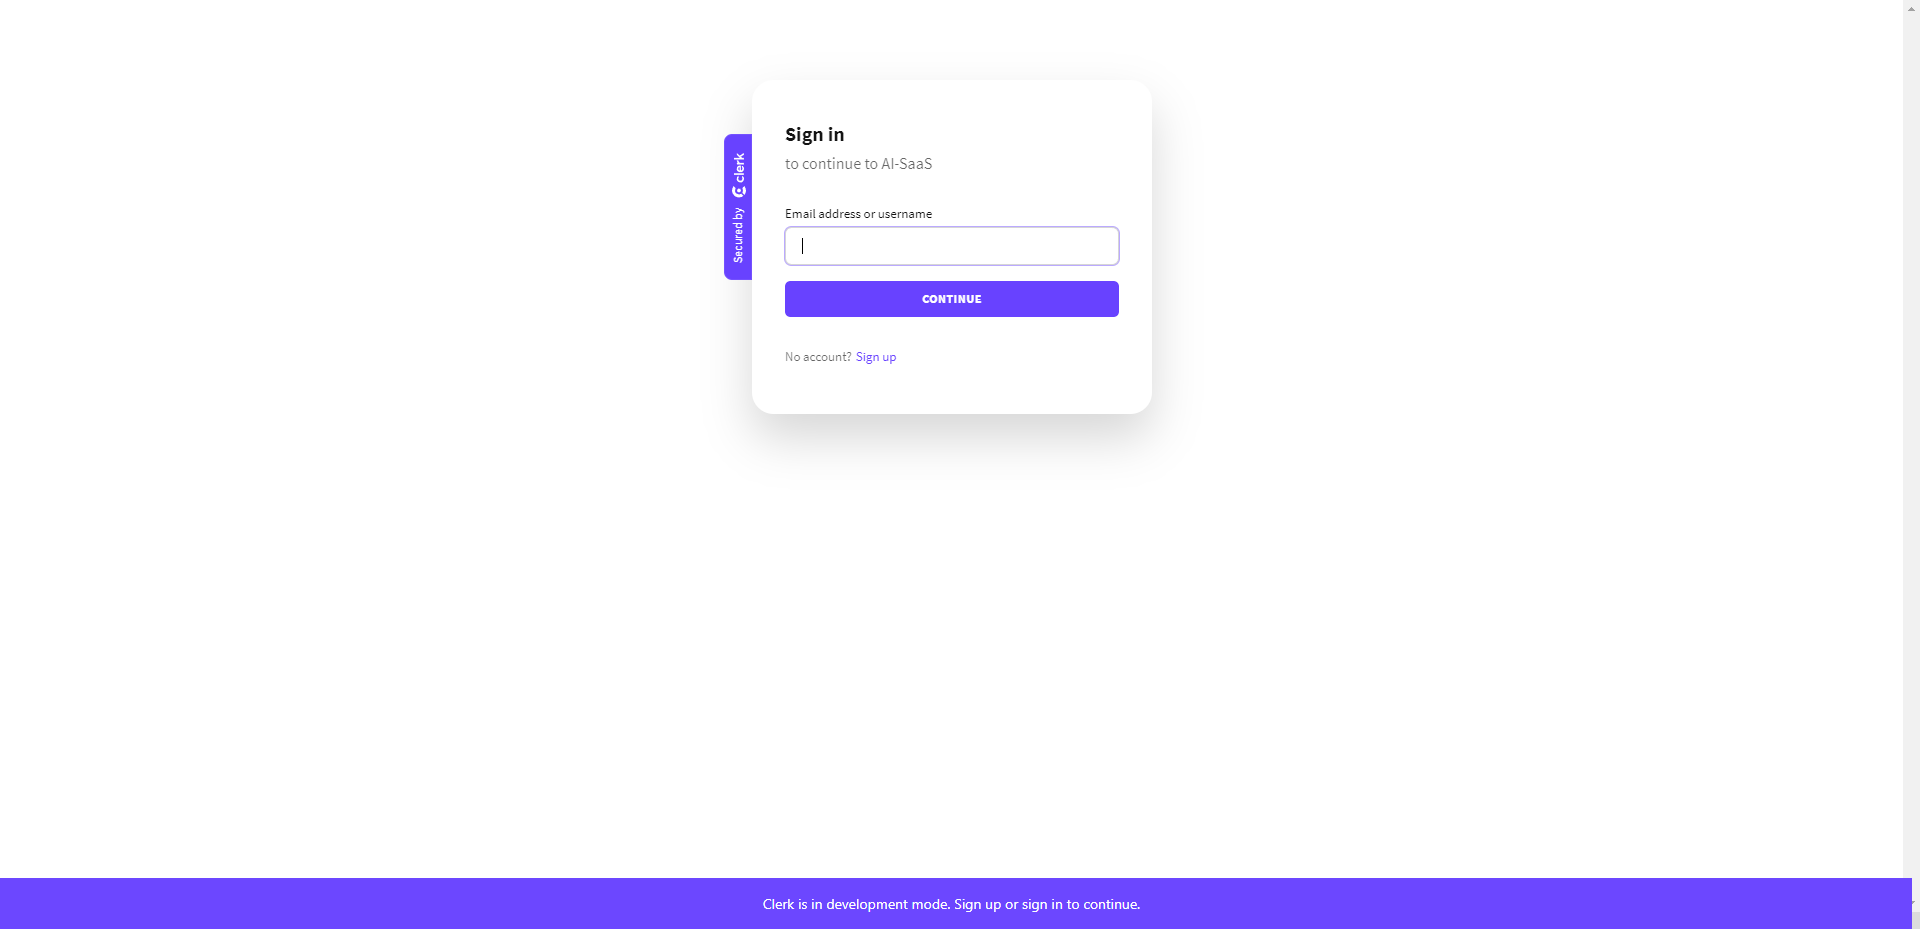 Sign in
to continue to AI-SaaS
Secured by clerk
Email address or username
CONTINUE
No account? Sign up
Clerk is in development mode. Sign up or sign in to continue.